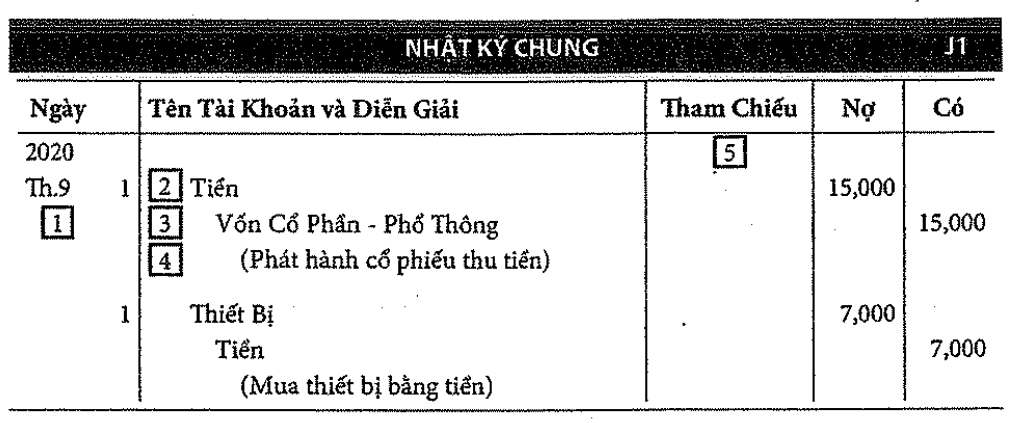 NHẬT KÝ CHUNG J1
Ngày Tên Tài Khoản và Diễn Giải Tham Chiếu Nợ Có
2020 5
Th.9 1 2 Tiền 15,000
1 3 Vốn Cổ Phần - Phổ Thông 15,000
4 (Phát hành cổ phiếu thu tiền)
1 Thiết Bị 7,000
Tiền 7,000
(Mua thiết bị bằng tiền)